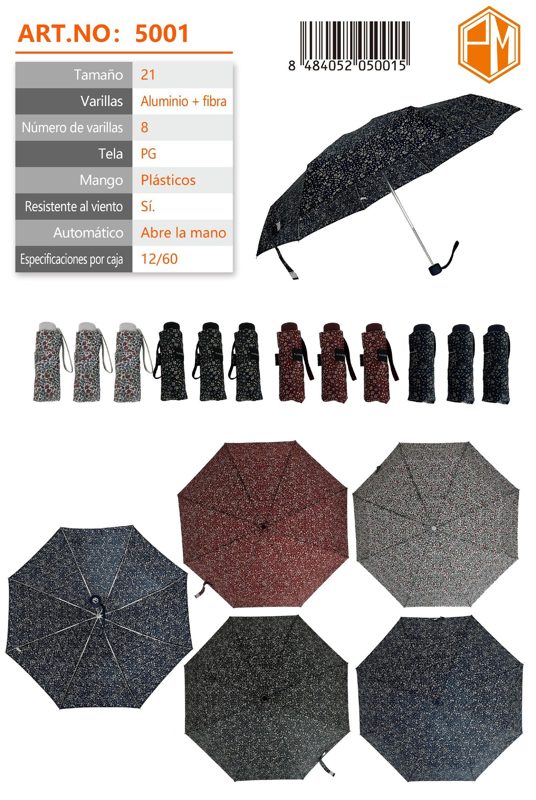 ART.NO: 5001
8 484052 050015
PM
Tamaño 21
Varillas Aluminio + fibra
Número de varillas 8
Tela PG
Mango Plásticos
Resistente al viento Sí.
Automático Abre la mano
Especificaciones por caja 12/60